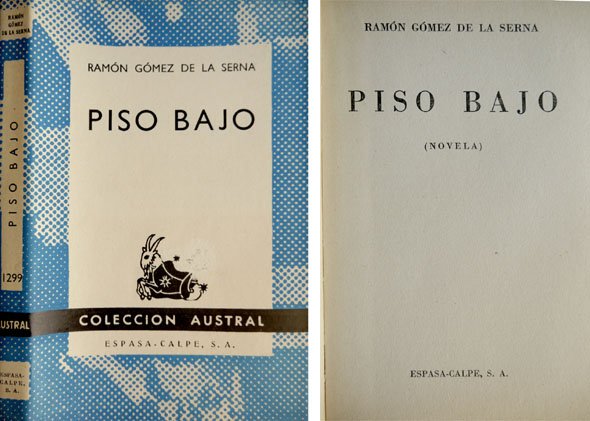 RAMÓN
GÓMEZ
DE LA SERNA
PISO BAJO
1299
AUSTRAL
ESPASA-
CALPE,
S. A.
RAMÓN GÓMEZ DE LA SERNA
PISO BAJO
COLECCION AUSTRAL
ESPASA-CALPE, S. A.
RAMÓN GÓMEZ DE LA SERNA
PISO BAJO
(NOVELA)
ESPASA-CALPE, S. A.